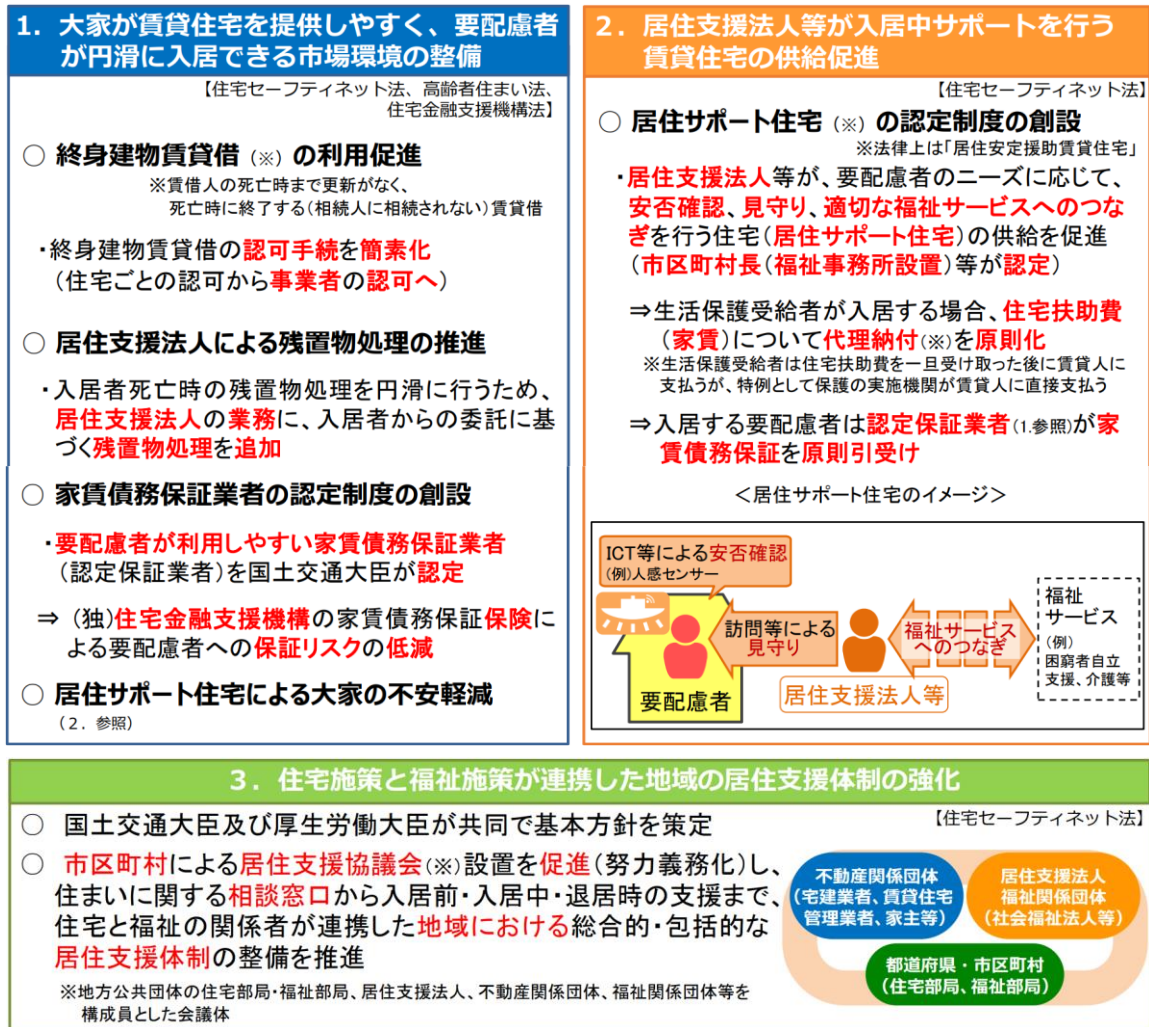 1. 大家が賃貸住宅を提供しやすく、要配慮者
が円滑に入居できる市場環境の整備
【住宅セーフティネット法、高齢者住まい法、
住宅金融支援機構法】
○ 終身建物賃貸借（※）の利用促進
※賃借人の死亡時まで更新がなく、
死亡時に終了する(相続人に相続されない)賃貸借
・終身建物賃貸借の認可手続を簡素化
(住宅ごとの認可から事業者の認可へ)
○ 居住支援法人による残置物処理の推進
・入居者死亡時の残置物処理を円滑に行うため、
居住支援法人の業務に、入居者からの委託に基
づく残置物処理を追加
○ 家賃債務保証業者の認定制度の創設
・要配慮者が利用しやすい家賃債務保証業者
(認定保証業者)を国土交通大臣が認定
⇒ (独)住宅金融支援機構の家賃債務保証保険に
よる要配慮者への保証リスクの低減
○ 居住サポート住宅による大家の不安軽減
(2. 参照)
2. 居住支援法人等が入居中サポートを行う
賃貸住宅の供給促進
【住宅セーフティネット法】
○ 居住サポート住宅（※）の認定制度の創設
※法律上は「居住安定援助賃貸住宅」
・居住支援法人等が、要配慮者のニーズに応じて、
安否確認、見守り、適切な福祉サービスへのつな
ぎを行う住宅(居住サポート住宅)の供給を促進
(市区町村長(福祉事務所設置)等が認定)
⇒生活保護受給者が入居する場合、住宅扶助費
(家賃)について代理納付(※)を原則化
※生活保護受給者は住宅扶助費を一旦受け取った後に賃貸人に
支払うが、特例として保護の実施機関が賃貸人に直接支払う
⇒入居する要配慮者は認定保証業者(1.参照)が家
賃債務保証を原則引受け
＜居住サポート住宅のイメージ＞
ICT等による安否確認
(例)人感センサー
訪問等による
見守り
福祉サービス
へのつなぎ
福祉
サービス
(例)
困窮者自立
支援、介護等
要配慮者
居住支援法人等
3. 住宅施策と福祉施策が連携した地域の居住支援体制の強化
【住宅セーフティネット法】
○ 国土交通大臣及び厚生労働大臣が共同で基本方針を策定
○ 市区町村による居住支援協議会(※)設置を促進(努力義務化)し、
住まいに関する相談窓口から入居前・入居中・退居時の支援まで、
住宅と福祉の関係者が連携した地域における総合的・包括的な
居住支援体制の整備を推進
※地方公共団体の住宅部局・福祉部局、居住支援法人、不動産関係団体、福祉関係団体等を
構成員とした会議体
不動産関係団体
(宅建業者、賃貸住宅
管理業者、家主等)
居住支援法人
福祉関係団体
(社会福祉法人等)
都道府県・市区町村
(住宅部局、福祉部局)